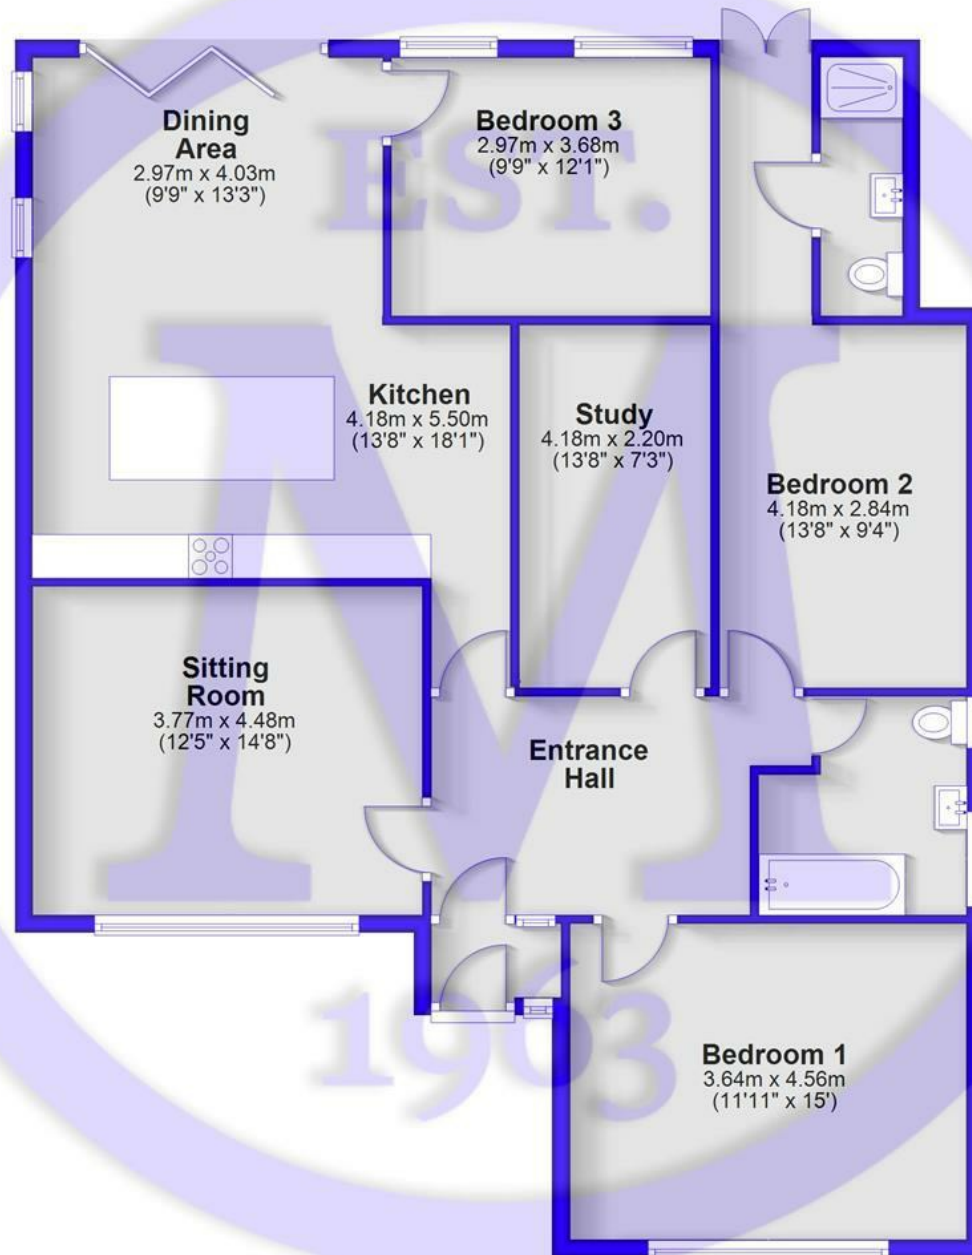 Dining
Area
2.97m x 4.03m
(9'9" x 13'3")
Bedroom 3
2.97m x 3.68m
(9'9" x 12'1")
EST.
Kitchen
4.18m x 5.50m
(13'8" x 18'1")
Study
4.18m x 2.20m
(13'8" x 7'3")
Bedroom 2
4.18m x 2.84m
(13'8" x 9'4")
M
Sitting
Room
3.77m x 4.48m
(12'5" x 14'8")
Entrance
Hall
1963
Bedroom 1
3.64m x 4.56m
(11'11" x 15')